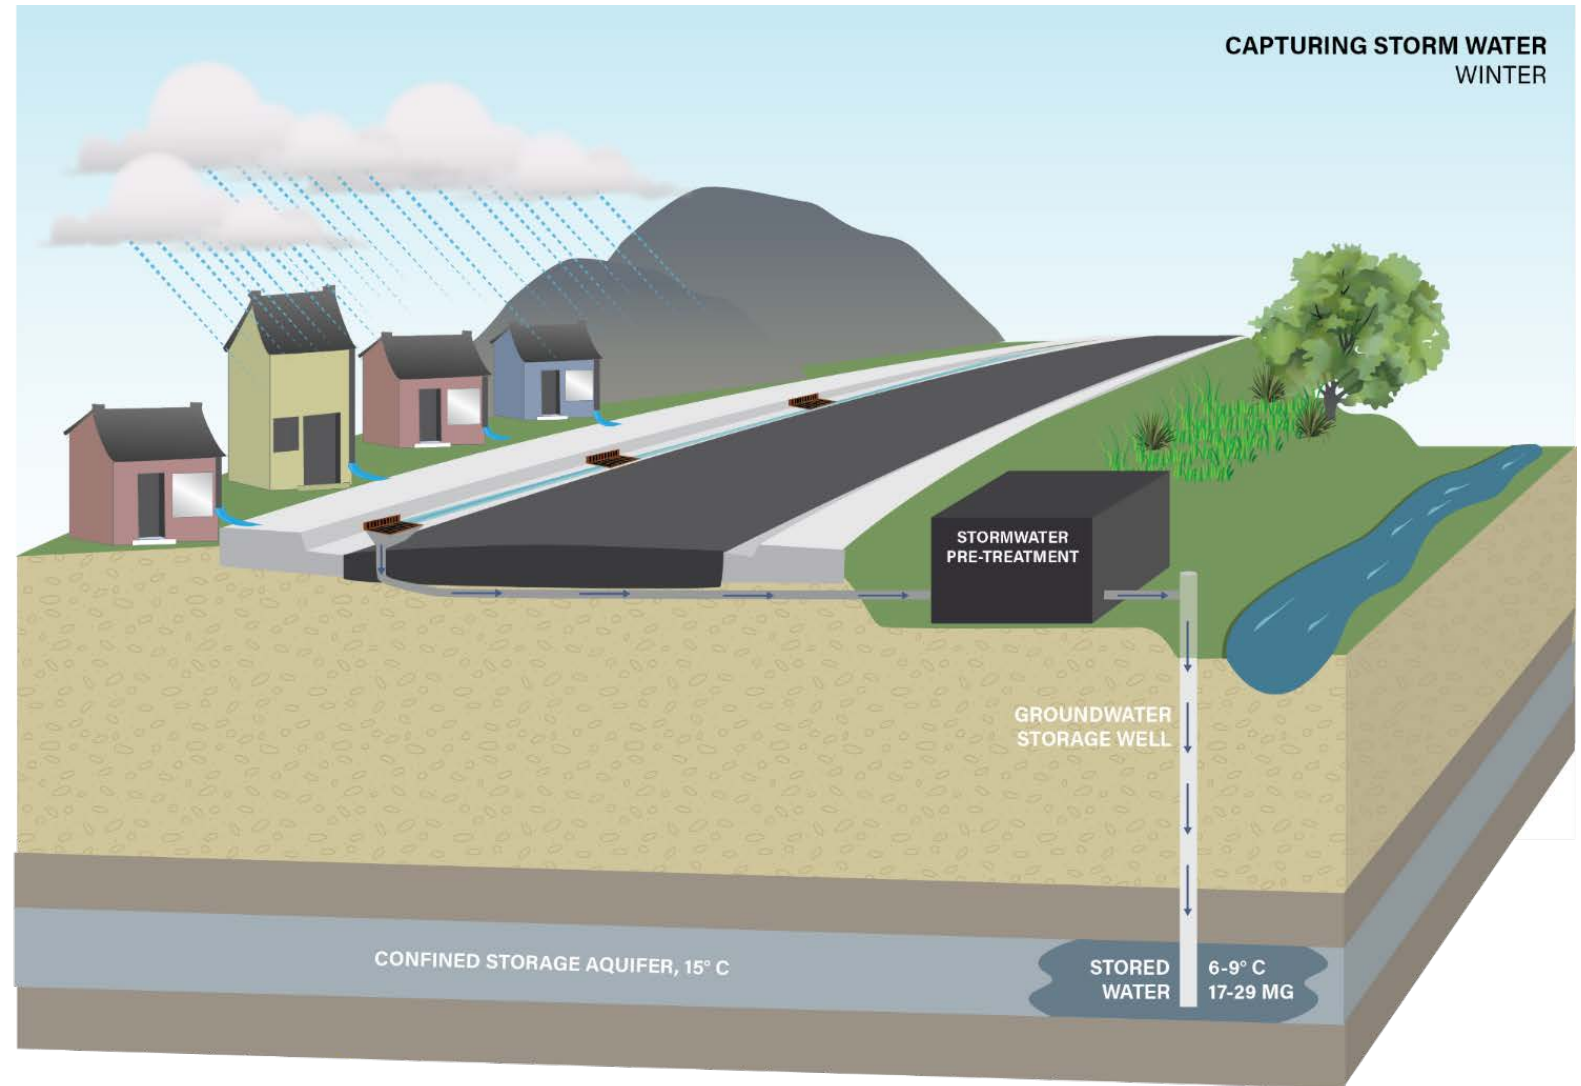 CAPTURING STORM WATER
WINTER
STORMWATER
PRE-TREATMENT
GROUNDWATER
STORAGE WELL
CONFINED STORAGE AQUIFER, 15° C
STORED
WATER
6-9° C
17-29 MG